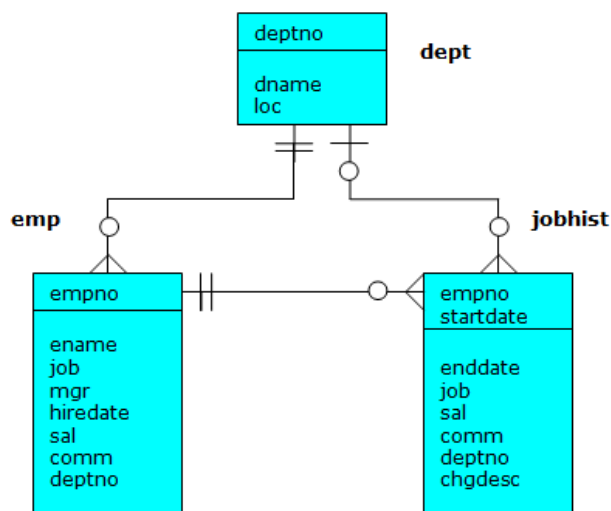 deptno
dname
loc
dept
emp
empno
ename
job
mgr
hiredate
sal
comm
deptno
jobhist
empno
startdate
enddate
job
sal
comm
deptno
chgdesc